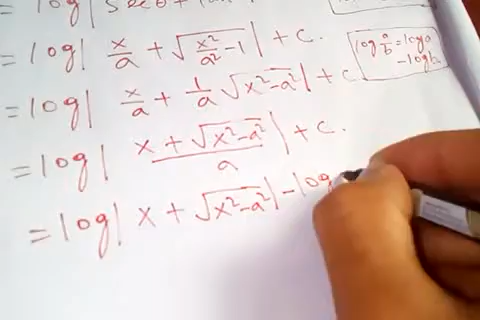 = log| secθ + tan
= log| x/a + √(x²/a² - 1) | + c.
log a/b = log a - log b
= log| x/a + 1/a √(x²-a²) | + c
= log| (x + √(x²-a²))/a | + c.
= log| x + √(x²-a²) | - log